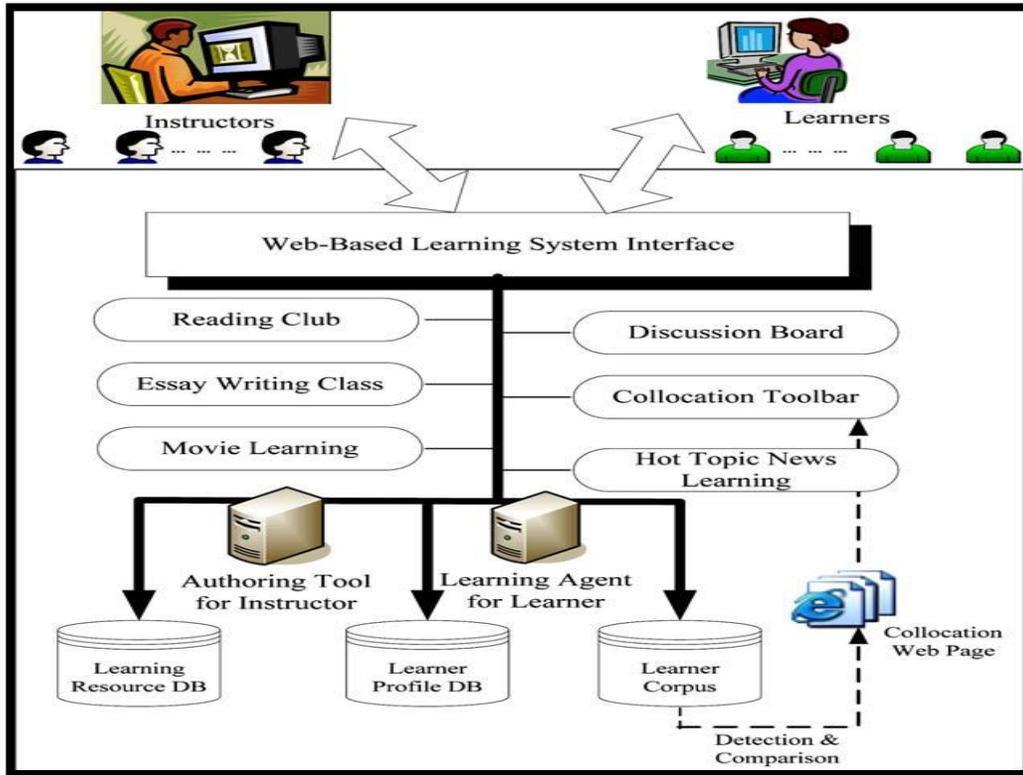 Instructors
Learners
... ... ...
... ... ...
Web-Based Learning System Interface
Reading Club
Discussion Board
Essay Writing Class
Collocation Toolbar
Movie Learning
Hot Topic News
Learning
Authoring Tool
for Instructor
Learning Agent
for Learner
Collocation
Web Page
Learning
Resource DB
Learner
Profile DB
Learner
Corpus
Detection &
Comparison